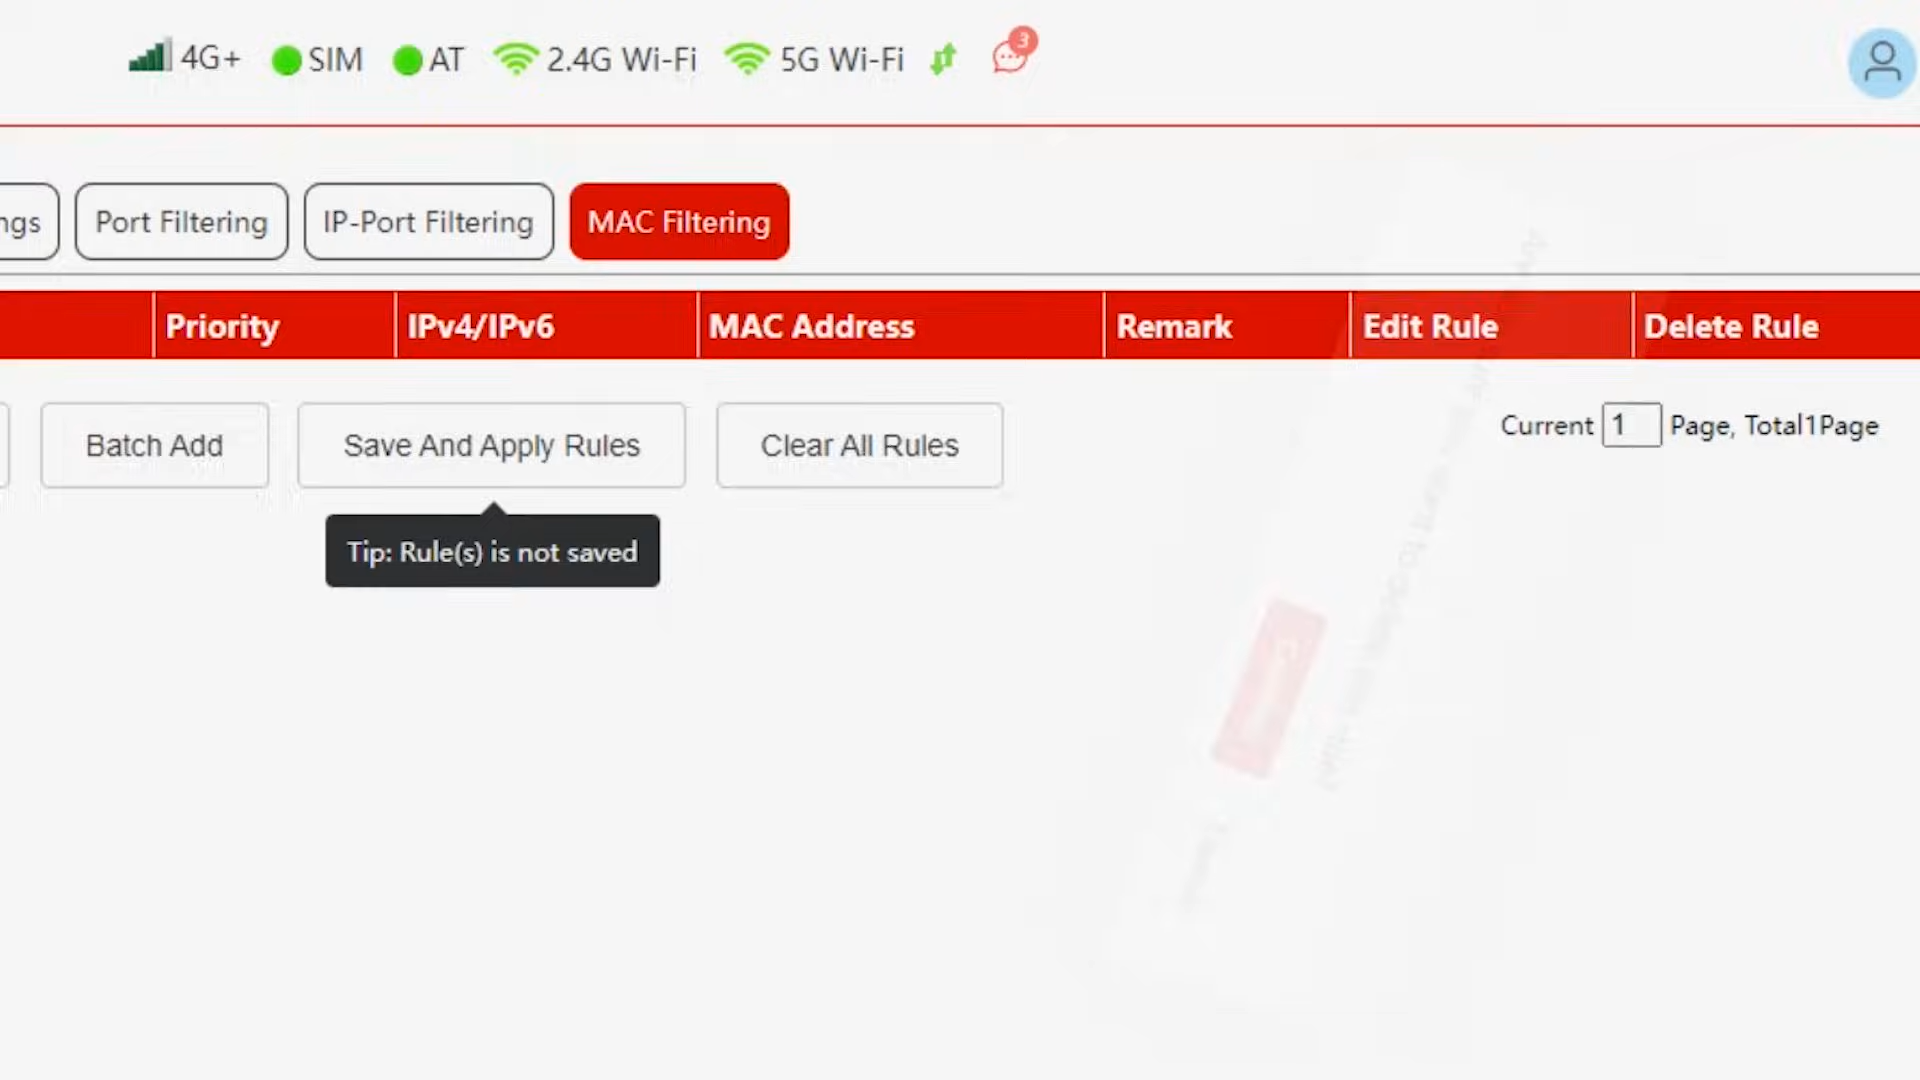 4G+ SIM AT 2.4G Wi-Fi 5G Wi-Fi 3
ngs Port Filtering IP-Port Filtering MAC Filtering
Priority IPv4/IPv6 MAC Address Remark Edit Rule Delete Rule
Batch Add Save And Apply Rules Clear All Rules Current 1 Page, Total1Page
Tip: Rule(s) is not saved